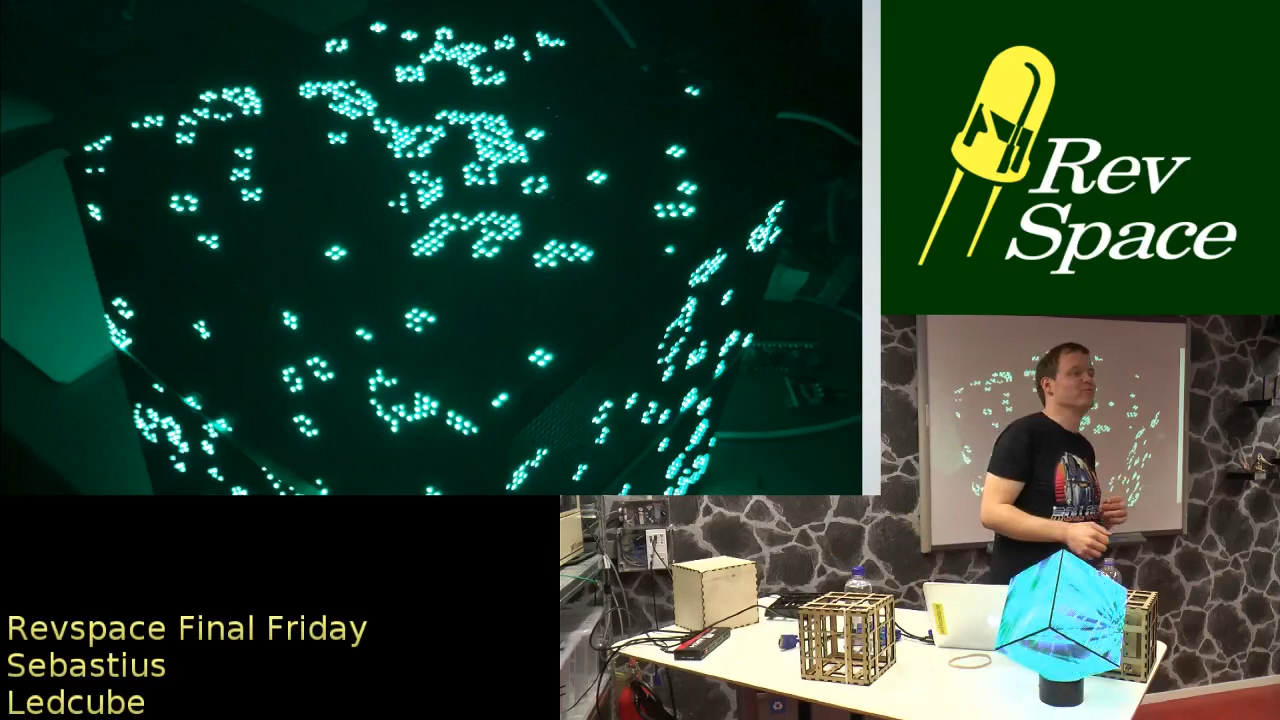 Rev
Space
Revspace Final Friday
Sebastius
Ledcube